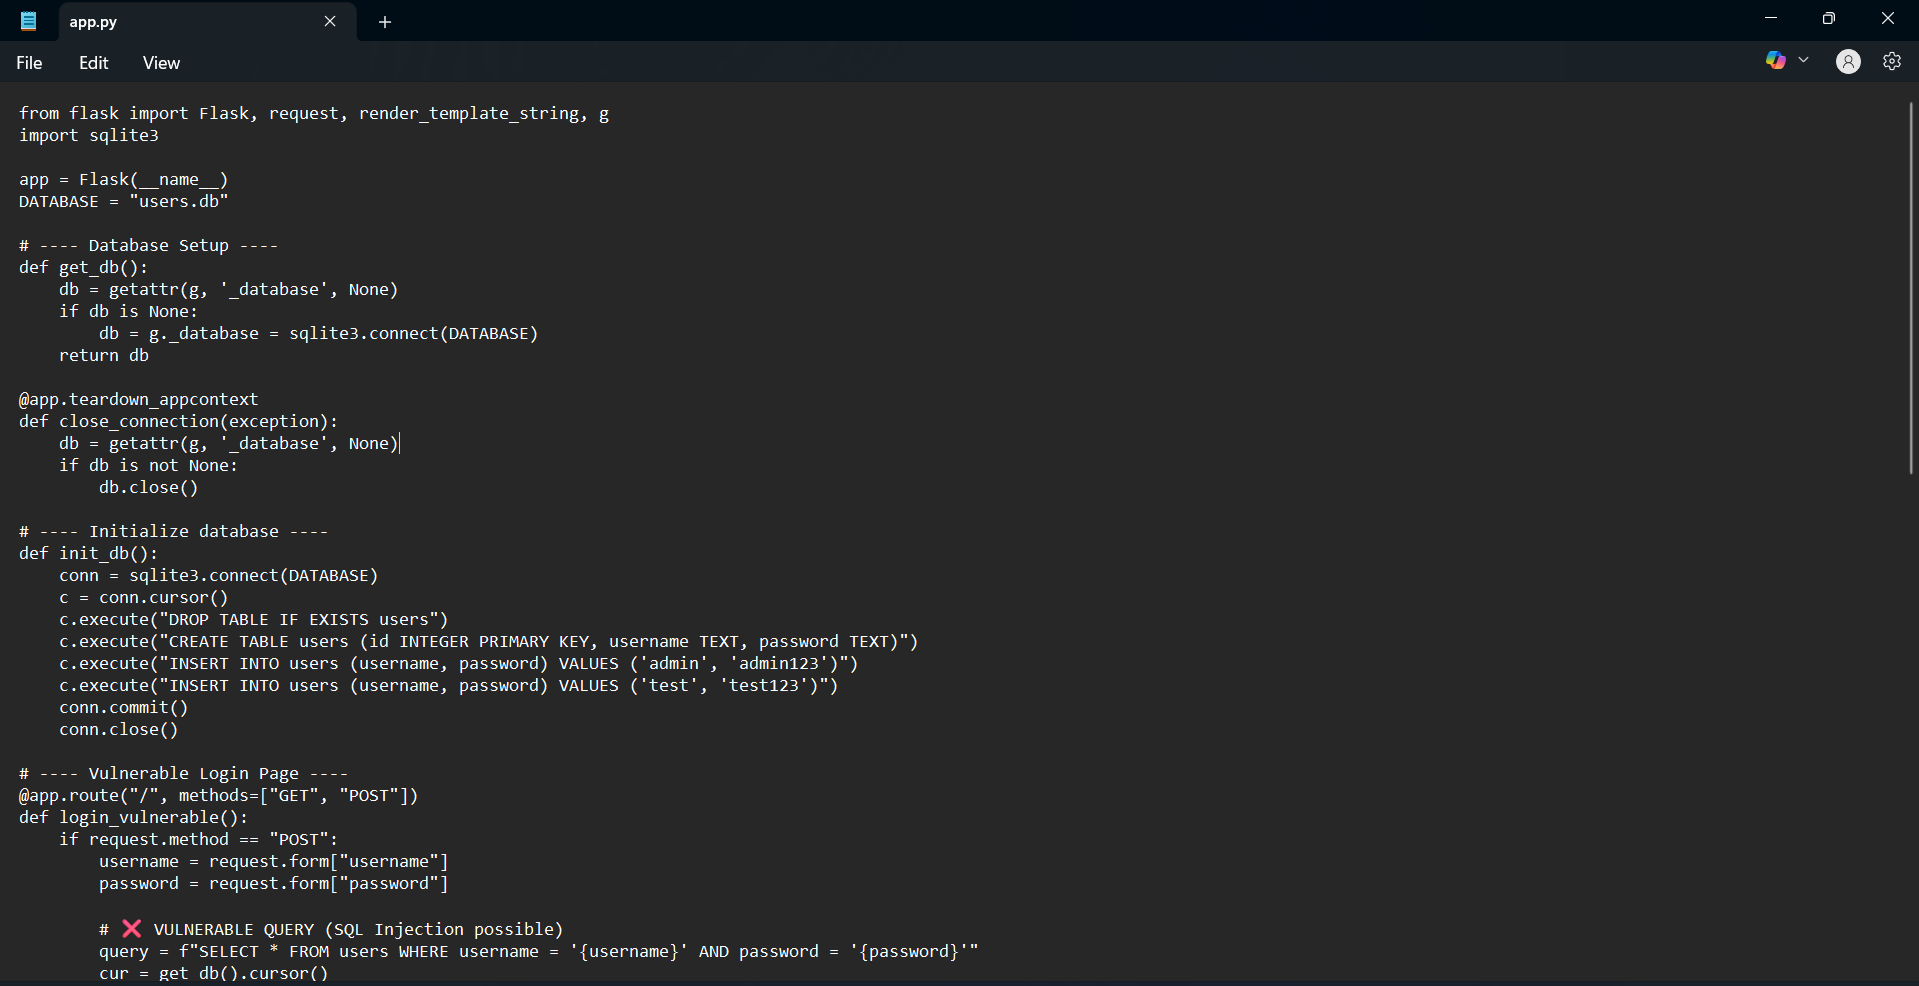 app.py
File Edit View
from flask import Flask, request, render_template_string, g
import sqlite3
app = Flask(__name__)
DATABASE = "users.db"
# ---- Database Setup ----
def get_db():
    db = getattr(g, '_database', None)
    if db is None:
        db = g._database = sqlite3.connect(DATABASE)
    return db
@app.teardown_appcontext
def close_connection(exception):
    db = getattr(g, '_database', None)
    if db is not None:
        db.close()
# ---- Initialize database ----
def init_db():
    conn = sqlite3.connect(DATABASE)
    c = conn.cursor()
    c.execute("DROP TABLE IF EXISTS users")
    c.execute("CREATE TABLE users (id INTEGER PRIMARY KEY, username TEXT, password TEXT)")
    c.execute("INSERT INTO users (username, password) VALUES ('admin', 'admin123')")
    c.execute("INSERT INTO users (username, password) VALUES ('test', 'test123')")
    conn.commit()
    conn.close()
# ---- Vulnerable Login Page ----
@app.route("/", methods=["GET", "POST"])
def login_vulnerable():
    if request.method == "POST":
        username = request.form["username"]
        password = request.form["password"]
        # ❌ VULNERABLE QUERY (SQL Injection possible)
        query = f"SELECT * FROM users WHERE username = '{username}' AND password = '{password}'"
        cur = get_db().cursor()